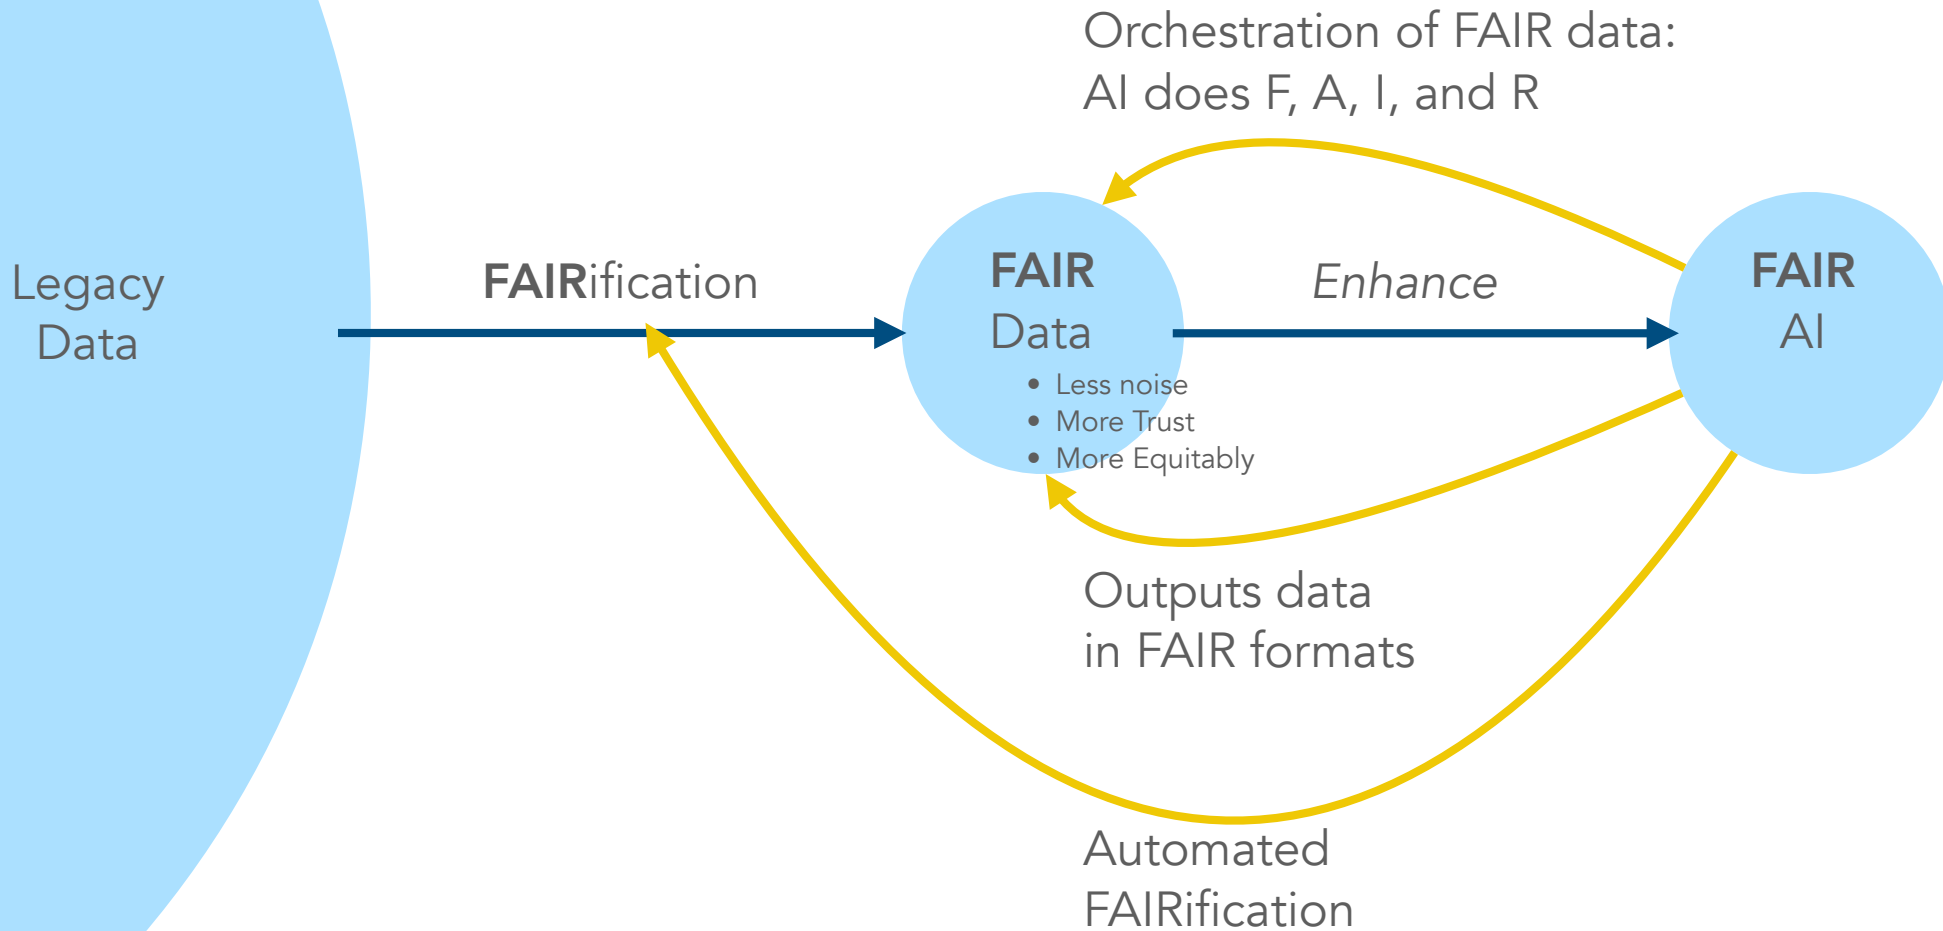 Orchestration of FAIR data:
AI does F, A, I, and R
Legacy
Data
FAIRification
FAIR
Data
• Less noise
• More Trust
• More Equitably
Enhance
FAIR
AI
Outputs data
in FAIR formats
Automated
FAIRification